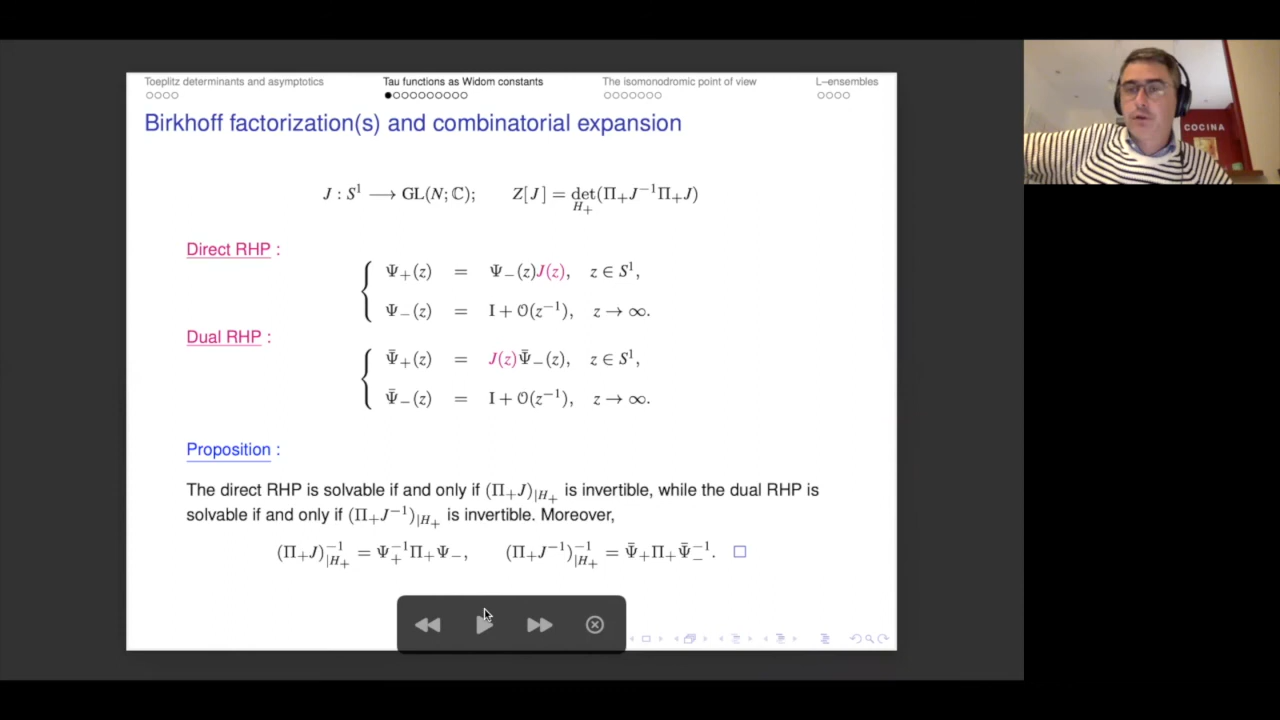 Toeplitz determinants and asymptotics Tau functions as Widom constants The isomonodromic point of view L–ensembles
Birkhoff factorization(s) and combinatorial expansion
J : S¹ ⟶ GL(N; ℂ); Z[J] = det_{H₊}(Π₊J⁻¹Π₊J)
Direct RHP :
Ψ₊(z) = Ψ₋(z)J(z), z ∈ S¹,
Ψ₋(z) = I + O(z⁻¹), z → ∞.
Dual RHP :
Ψ̄₊(z) = J(z)Ψ̄₋(z), z ∈ S¹,
Ψ̄₋(z) = I + O(z⁻¹), z → ∞.
Proposition :
The direct RHP is solvable if and only if (Π₊J)_{|H₊} is invertible, while the dual RHP is
solvable if and only if (Π₊J⁻¹)_{|H₊} is invertible. Moreover,
(Π₊J)⁻¹_{|H₊} = Ψ₊⁻¹Π₊Ψ₋, (Π₊J⁻¹)⁻¹_{|H₊} = Ψ̄₊Π₊Ψ̄₋⁻¹. □
COCINA